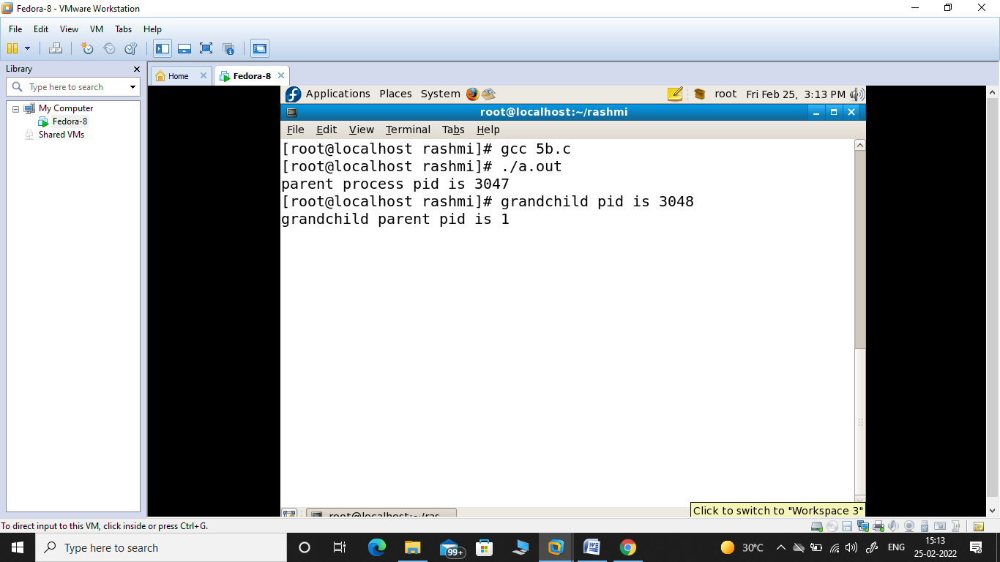 Fedora-8 - VMware Workstation
File Edit View VM Tabs Help
Library
Home
Fedora-8
Type here to search
My Computer
Fedora-8
Shared VMs
Applications Places System
root Fri Feb 25, 3:13 PM
root@localhost:~/rashmi
File Edit View Terminal Tabs Help
[root@localhost rashmi]# gcc 5b.c
[root@localhost rashmi]# ./a.out
parent process pid is 3047
[root@localhost rashmi]# grandchild pid is 3048
grandchild parent pid is 1
Click to switch to "Workspace 3"
root@localhost:~/ras
To direct input to this VM, click inside or press Ctrl+G.
Type here to search
99+
30°C
ENG
15:13
25-02-2022